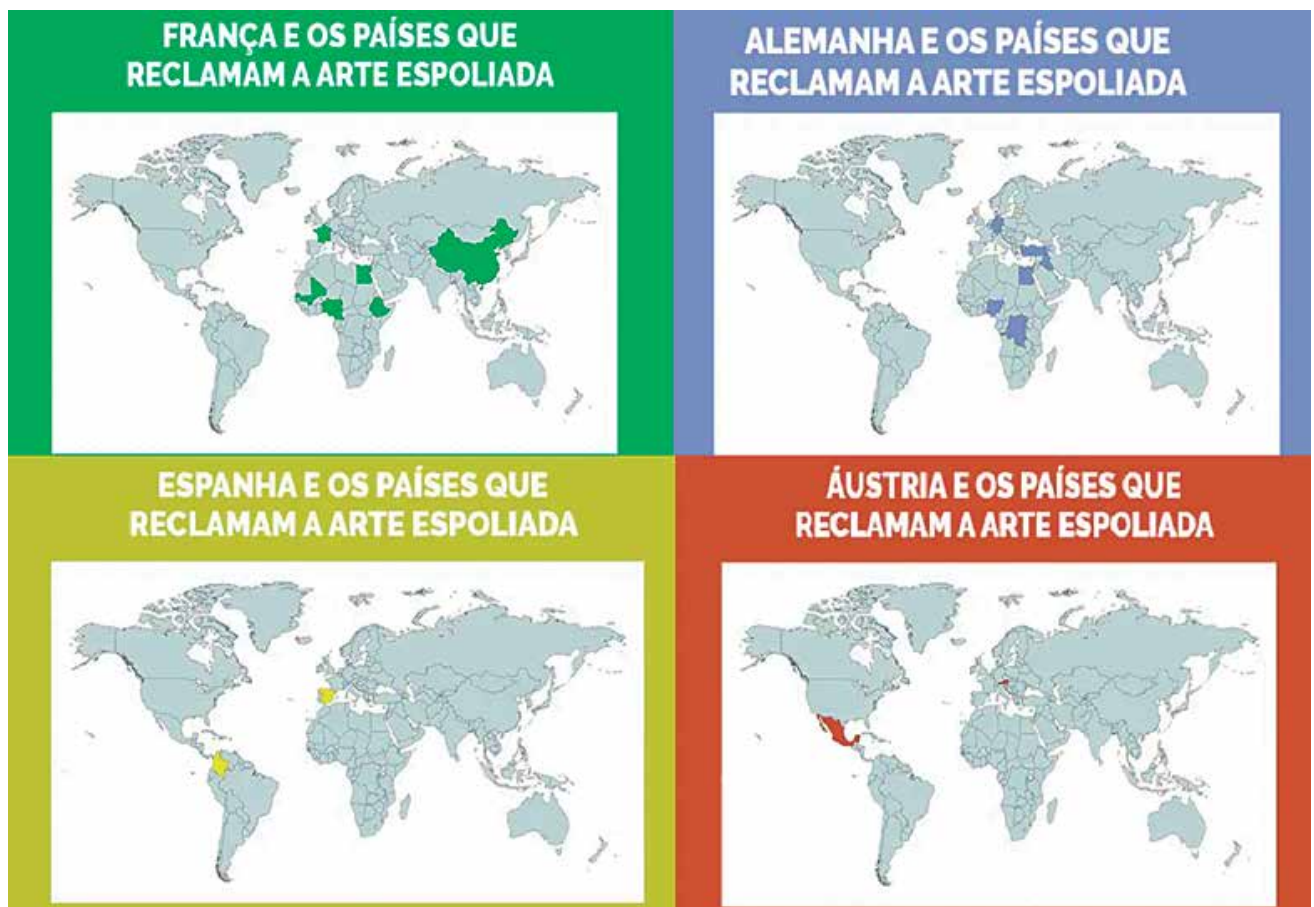 FRANÇA E OS PAÍSES QUE
RECLAMAM A ARTE ESPOLIADA
ALEMANHA E OS PAÍSES QUE
RECLAMAM A ARTE ESPOLIADA
ESPANHA E OS PAÍSES QUE
RECLAMAM A ARTE ESPOLIADA
ÁUSTRIA E OS PAÍSES QUE
RECLAMAM A ARTE ESPOLIADA